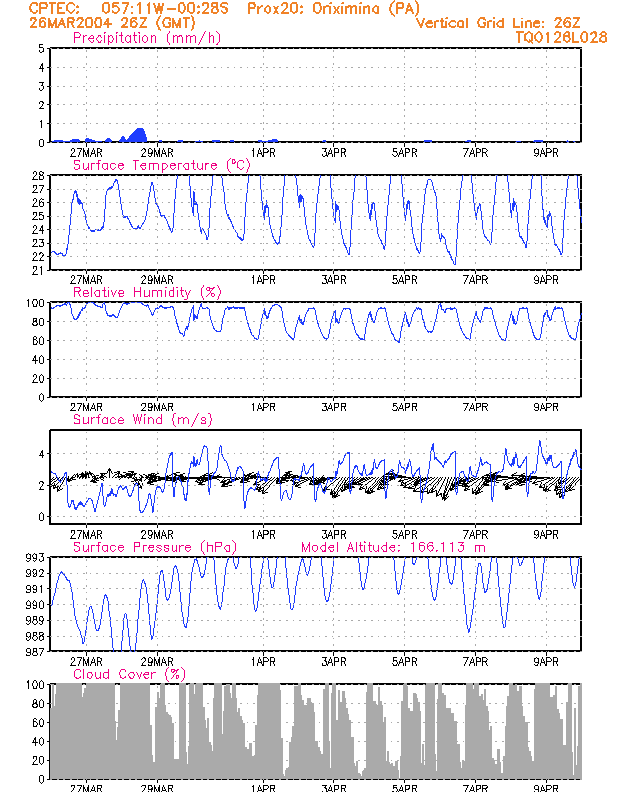 CPTEC: 057:11W-00:28S Prox20: Oriximina (PA)
26MAR2004 26Z (GMT) Vertical Grid Line: 26Z
Precipitation (mm/h) TQ0126L028
5
4
3
2
1
0
27MAR 29MAR 1APR 3APR 5APR 7APR 9APR
Surface Temperature (°C)
28
27
26
25
24
23
22
21
27MAR 29MAR 1APR 3APR 5APR 7APR 9APR
Relative Humidity (%)
100
80
60
40
20
0
27MAR 29MAR 1APR 3APR 5APR 7APR 9APR
Surface Wind (m/s)
4
2
0
27MAR 29MAR 1APR 3APR 5APR 7APR 9APR
Surface Pressure (hPa) Model Altitude: 166.113 m
993
992
991
990
989
988
987
27MAR 29MAR 1APR 3APR 5APR 7APR 9APR
Cloud Cover (%)
100
80
60
40
20
0
27MAR 29MAR 1APR 3APR 5APR 7APR 9APR